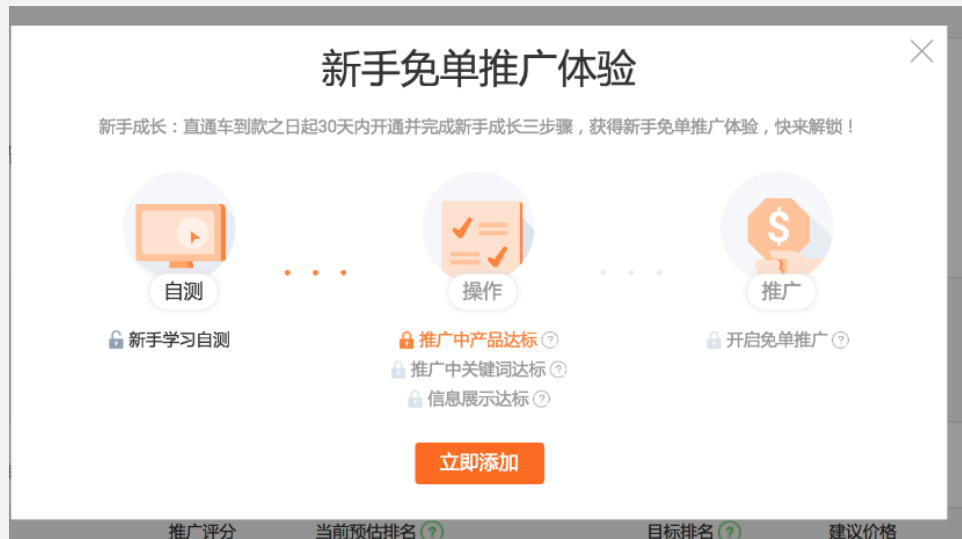 新手免单推广体验
新手成长：直通车到款之日起30天内开通并完成新手成长三步骤，获得新手免单推广体验，快来解锁！
$
自测
操作
推广
新手学习自测
推广中产品达标 ?
开启免单推广 ?
推广中关键词达标 ?
信息展示达标 ?
立即添加
推广评分 当前预估排名 ? 目标排名 ? 建议价格